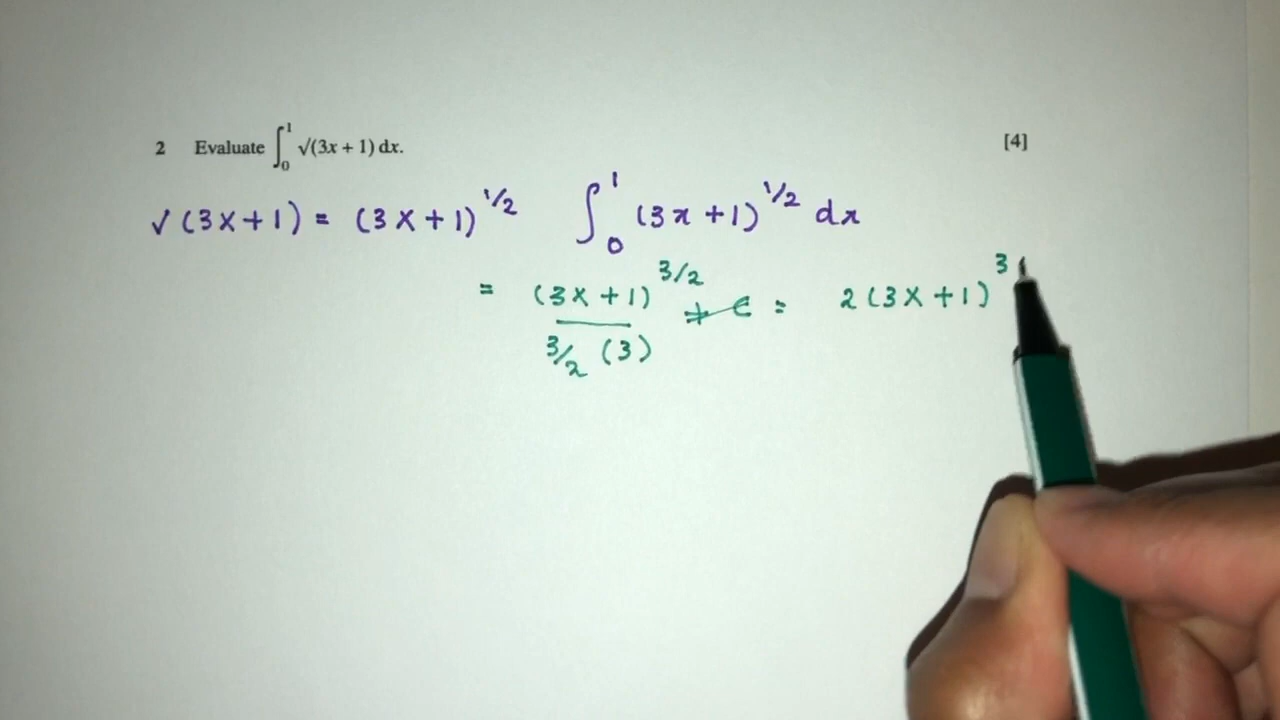 2 Evaluate ∫₀¹ √(3x + 1) dx. [4]
√(3x+1) = (3x+1)^1/2 ∫₀¹ (3x+1)^1/2 dx
= (3x+1)^3/2 / 3/2 (3) + C = 2(3x+1)^3